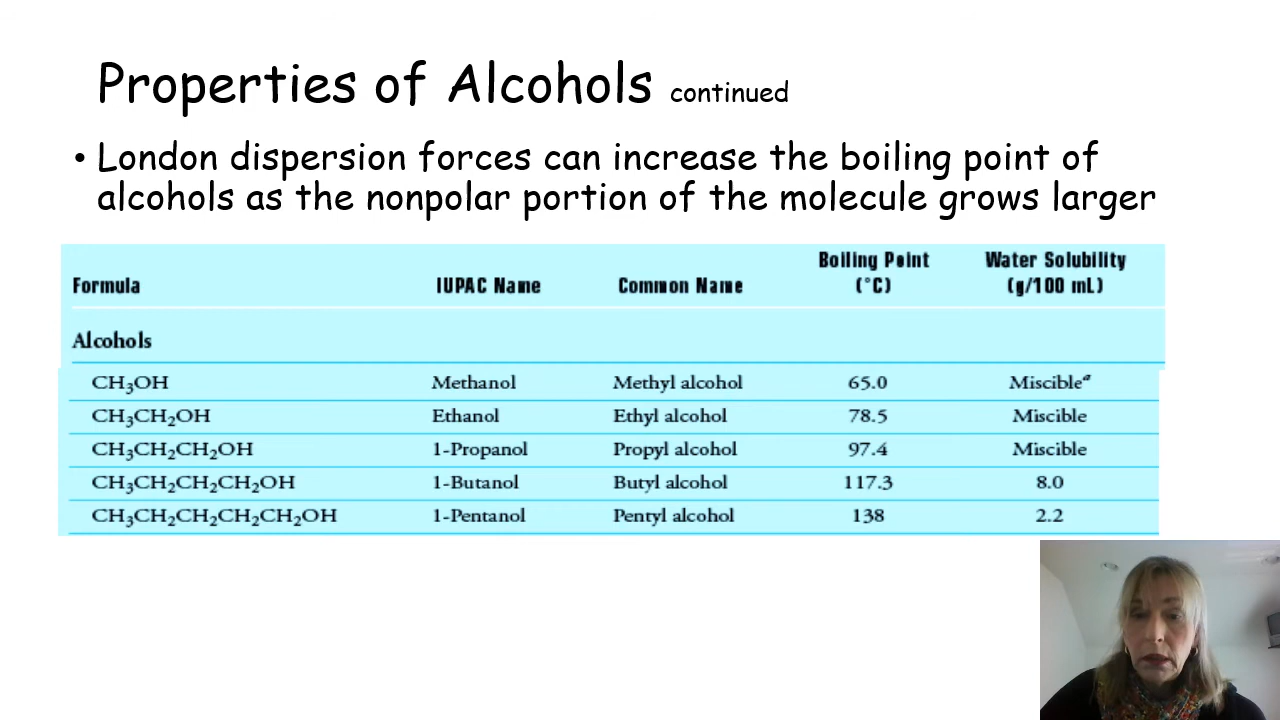 Properties of Alcohols continued
• London dispersion forces can increase the boiling point of
alcohols as the nonpolar portion of the molecule grows larger
Formula IUPAC Name Common Name Boiling Point (°C) Water Solubility (g/100 mL)
Alcohols
CH₃OH Methanol Methyl alcohol 65.0 Miscibleᵃ
CH₃CH₂OH Ethanol Ethyl alcohol 78.5 Miscible
CH₃CH₂CH₂OH 1-Propanol Propyl alcohol 97.4 Miscible
CH₃CH₂CH₂CH₂OH 1-Butanol Butyl alcohol 117.3 8.0
CH₃CH₂CH₂CH₂CH₂OH 1-Pentanol Pentyl alcohol 138 2.2